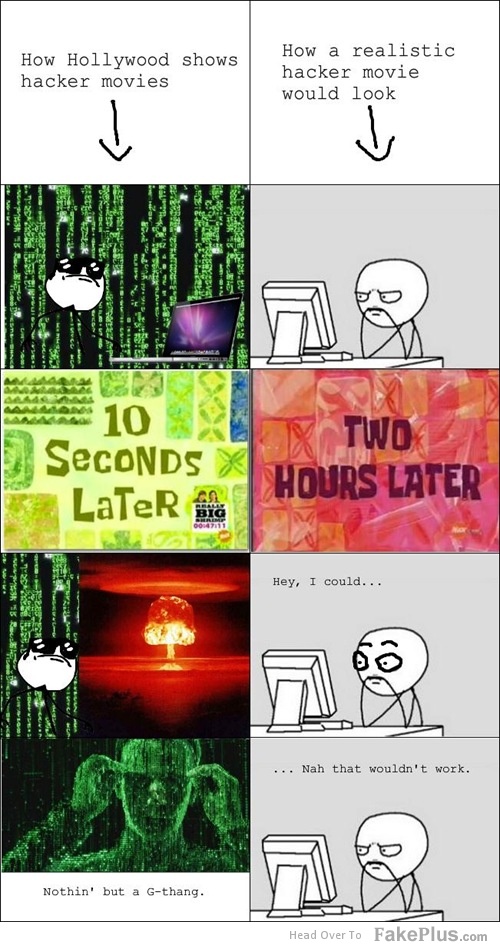 How Hollywood shows
hacker movies
How a realistic
hacker movie
would look
10
SECONDS
LATER
REALLY
BIG
SHRIMP
00:47:11
TWO
HOURS LATER
Hey, I could...
Nothin' but a G-thang.
... Nah that wouldn't work.
Head Over To FakePlus.com